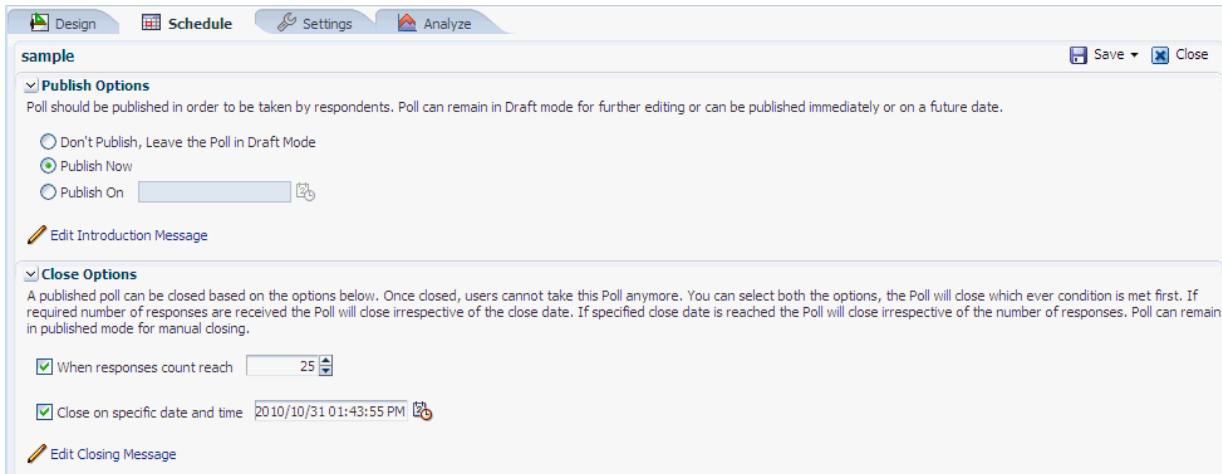 Design Schedule Settings Analyze
sample Save Close
Publish Options
Poll should be published in order to be taken by respondents. Poll can remain in Draft mode for further editing or can be published immediately or on a future date.
Don't Publish, Leave the Poll in Draft Mode
Publish Now
Publish On
Edit Introduction Message
Close Options
A published poll can be closed based on the options below. Once closed, users cannot take this Poll anymore. You can select both the options, the Poll will close which ever condition is met first. If
required number of responses are received the Poll will close irrespective of the close date. If specified close date is reached the Poll will close irrespective of the number of responses. Poll can remain
in published mode for manual closing.
When responses count reach 25
Close on specific date and time 2010/10/31 01:43:55 PM
Edit Closing Message